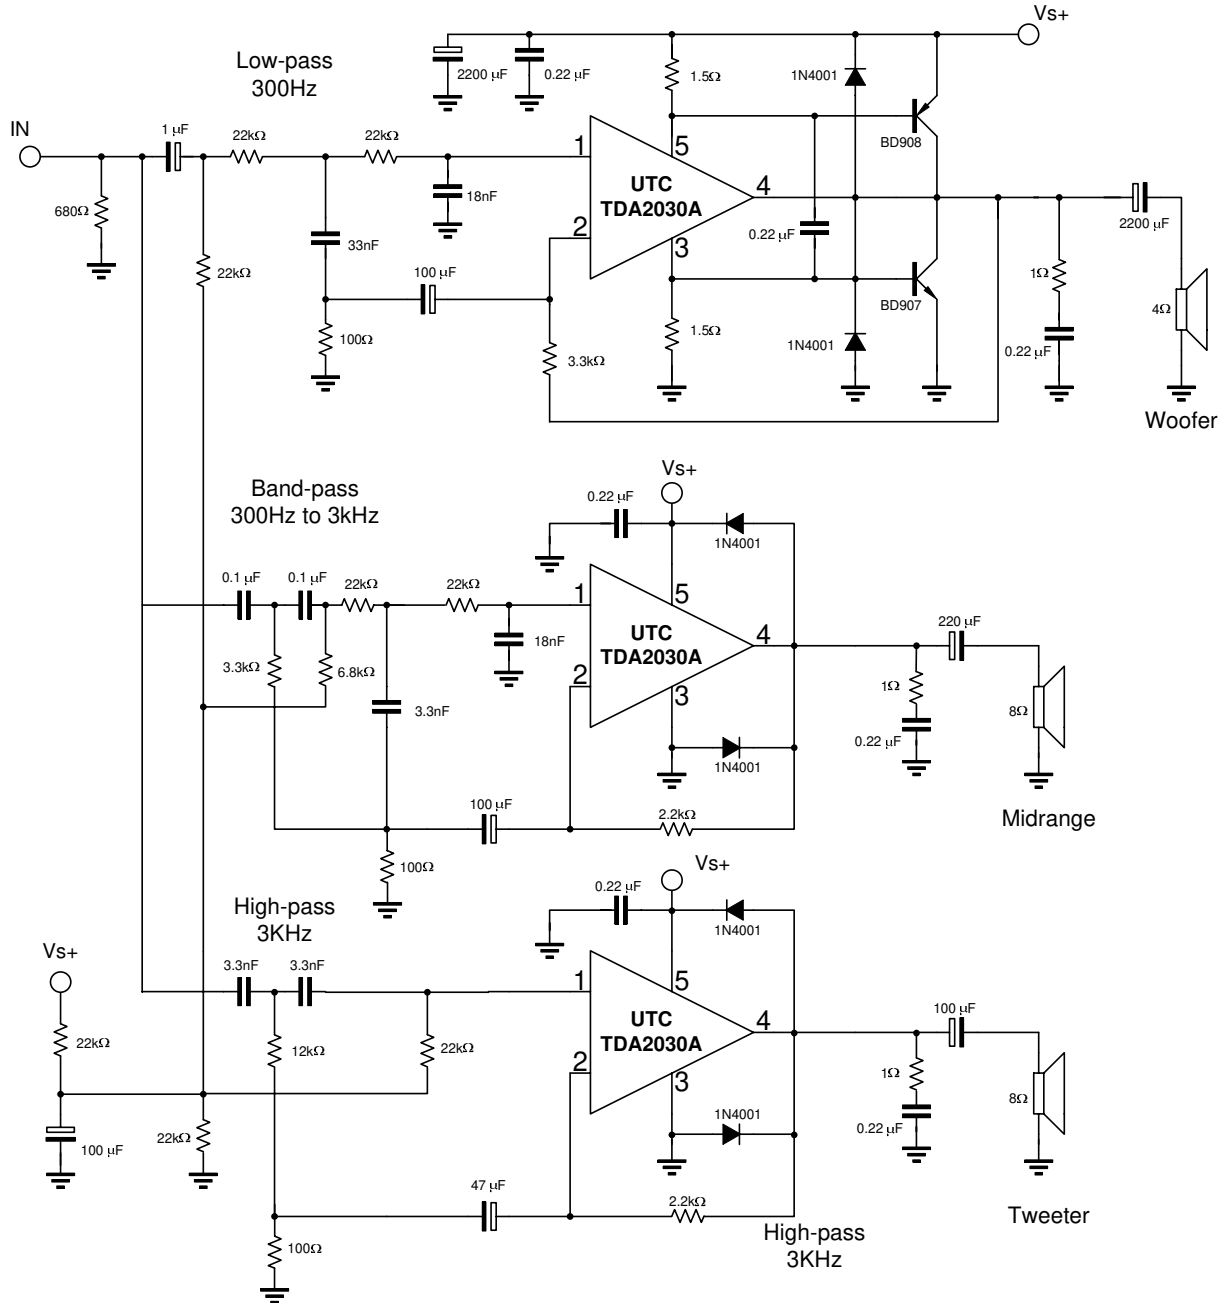 Vs+
Low-pass
300Hz
2200 µF
0.22 µF
1.5Ω
1N4001
IN
1 µF
22kΩ
22kΩ
BD908
1
5
UTC
TDA2030A
4
18nF
680Ω
2
3
33nF
0.22 µF
2200 µF
22kΩ
100 µF
1Ω
BD907
4Ω
100Ω
1.5Ω
1N4001
0.22 µF
3.3kΩ
Woofer
Vs+
Band-pass
300Hz to 3kHz
0.22 µF
1N4001
0.1 µF
0.1 µF
22kΩ
22kΩ
1
5
UTC
TDA2030A
4
220 µF
18nF
3.3kΩ
6.8kΩ
2
3
1Ω
3.3nF
8Ω
0.22 µF
1N4001
100 µF
2.2kΩ
Midrange
100Ω
Vs+
0.22 µF
High-pass
3KHz
1N4001
Vs+
3.3nF
3.3nF
1
5
UTC
TDA2030A
4
100 µF
22kΩ
12kΩ
22kΩ
2
3
1Ω
8Ω
1N4001
0.22 µF
100 µF
22kΩ
47 µF
2.2kΩ
Tweeter
High-pass
3KHz
100Ω